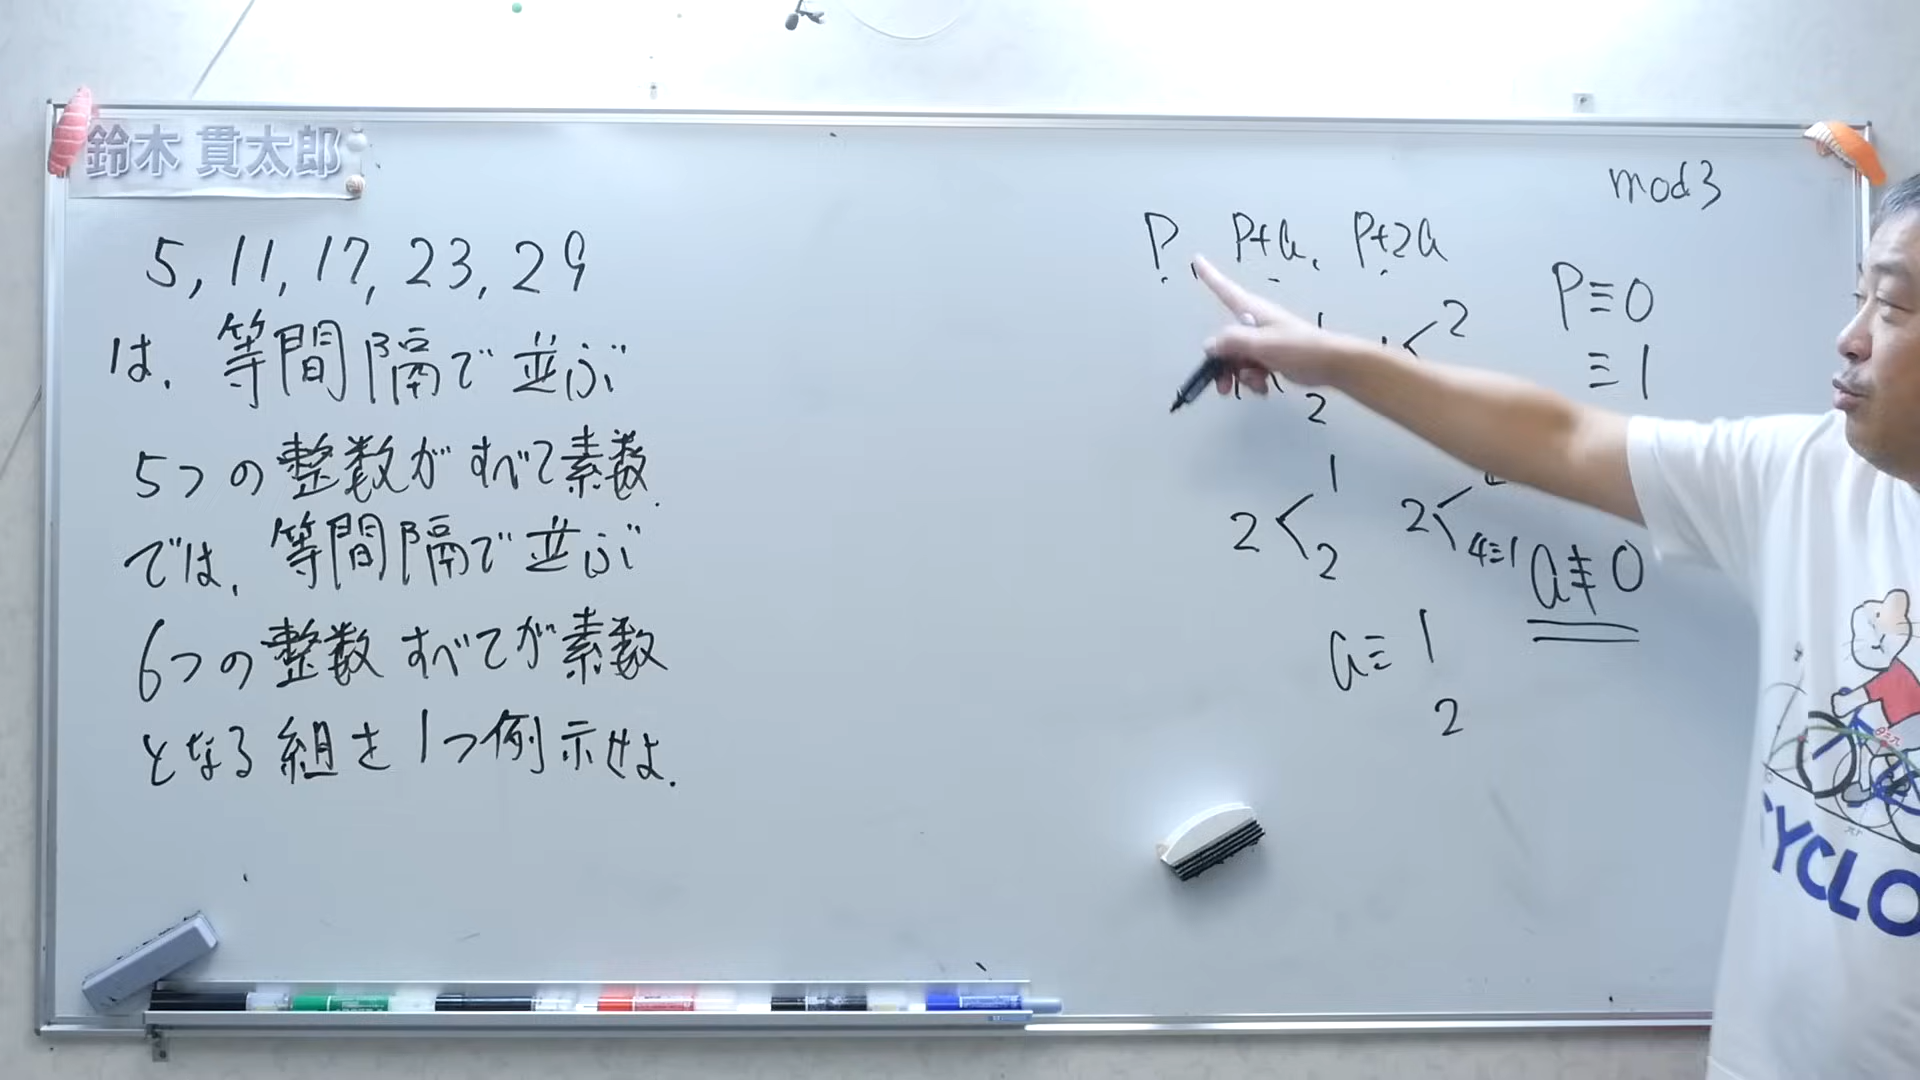 鈴木 貫太郎
5, 11, 17, 23, 29
は、等間隔で並ぶ
5つの整数がすべて素数.
では、等間隔で並ぶ
6つの整数すべてが素数
となる組を1つ例示せよ.
mod3
P, P+a, P+2a
P≡0
≡1
1
2
2
2<1
2
2<
4≡1
a≢0
a≡1
2
CYCLO